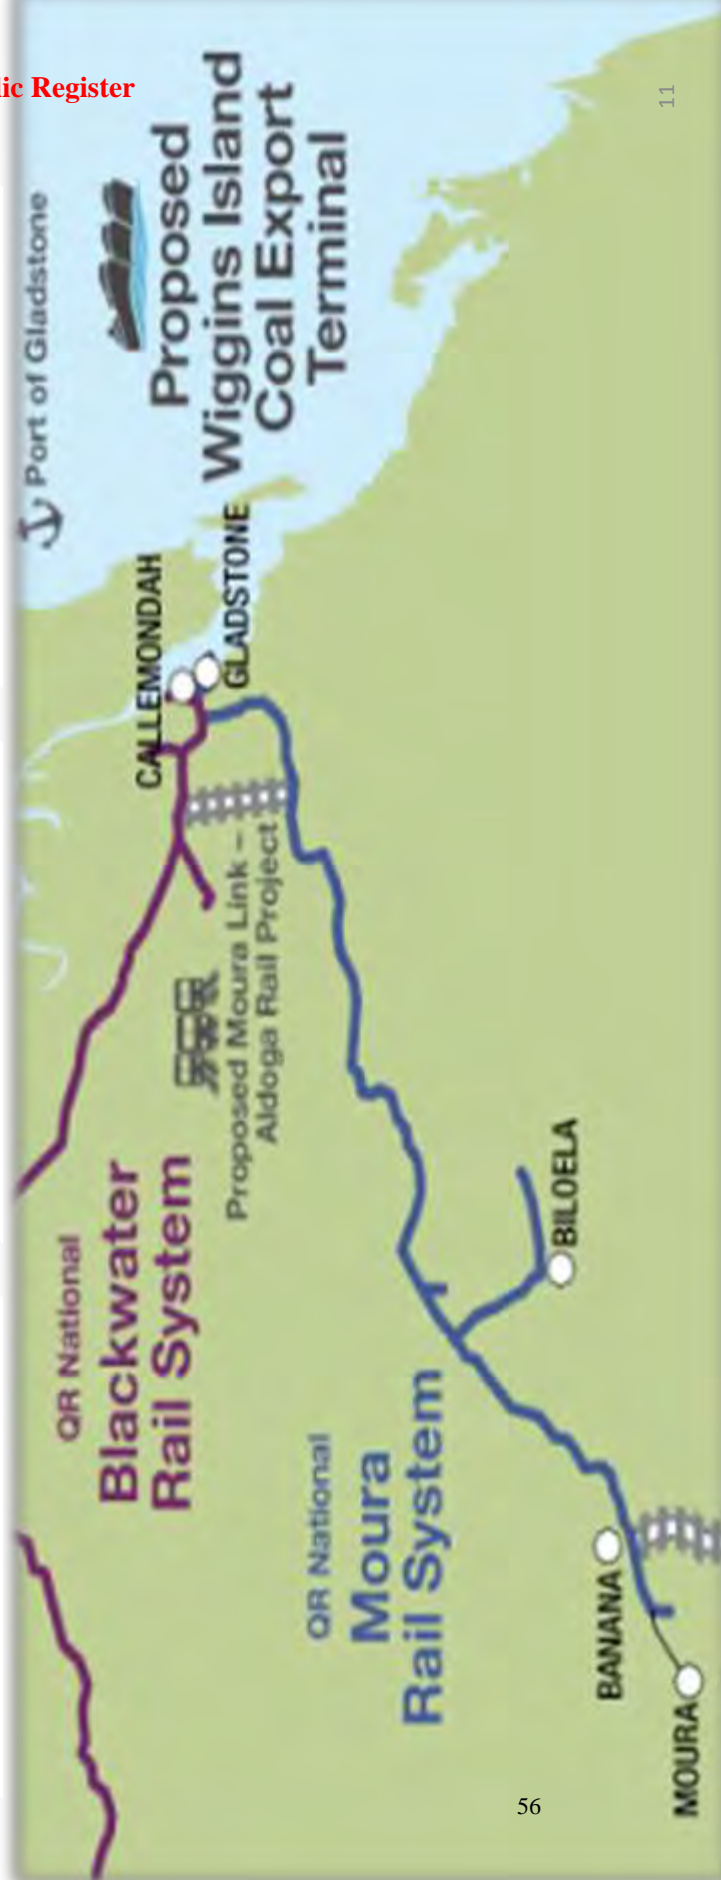 lic Register
11
Port of Gladstone
Proposed
Wiggins Island
Coal Export
Terminal
CALLEMONDAH
GLADSTONE
Proposed Moura Link –
Aldoga Rail Project
QR National
Blackwater
Rail System
BILOELA
QR National
Moura
Rail System
BANANA
MOURA
56